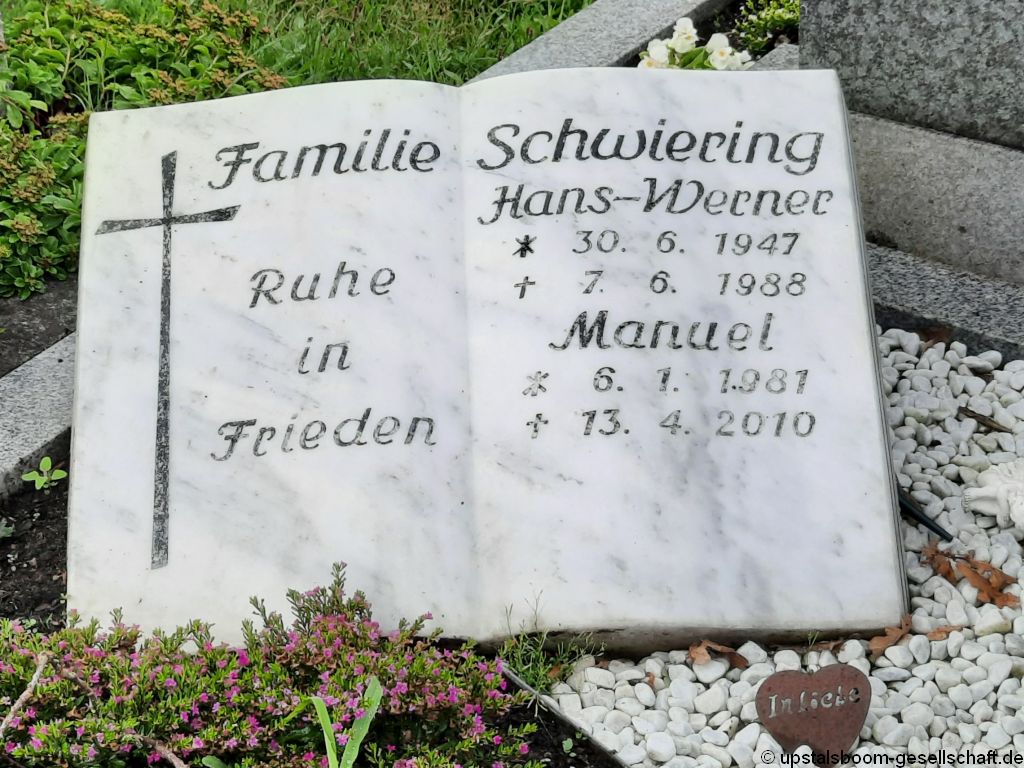 Familie Schwiering
Hans-Werner
* 30. 6. 1947
† 7. 6. 1988
Manuel
* 6. 1. 1981
† 13. 4. 2010
Ruhe
in
Frieden
In Liebe
© upstalsboom-gesellschaft.de